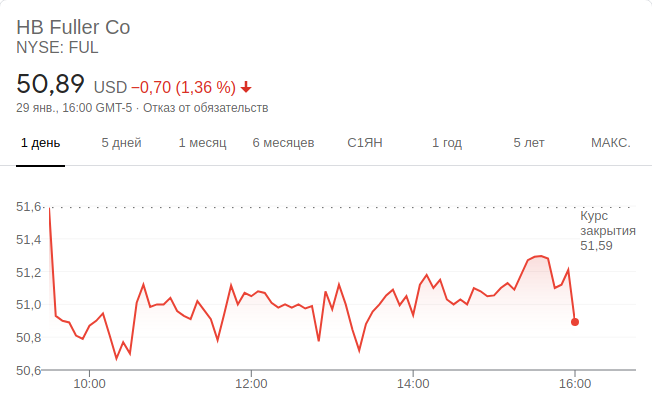 HB Fuller Co
NYSE: FUL
50,89 USD −0,70 (1,36 %)
29 янв., 16:00 GMT-5 · Отказ от обязательств
1 день 5 дней 1 месяц 6 месяцев С1ЯН 1 год 5 лет МАКС.
51,6
Курс
закрытия
51,59
51,4
51,2
51,0
50,8
50,6
10:00 12:00 14:00 16:00